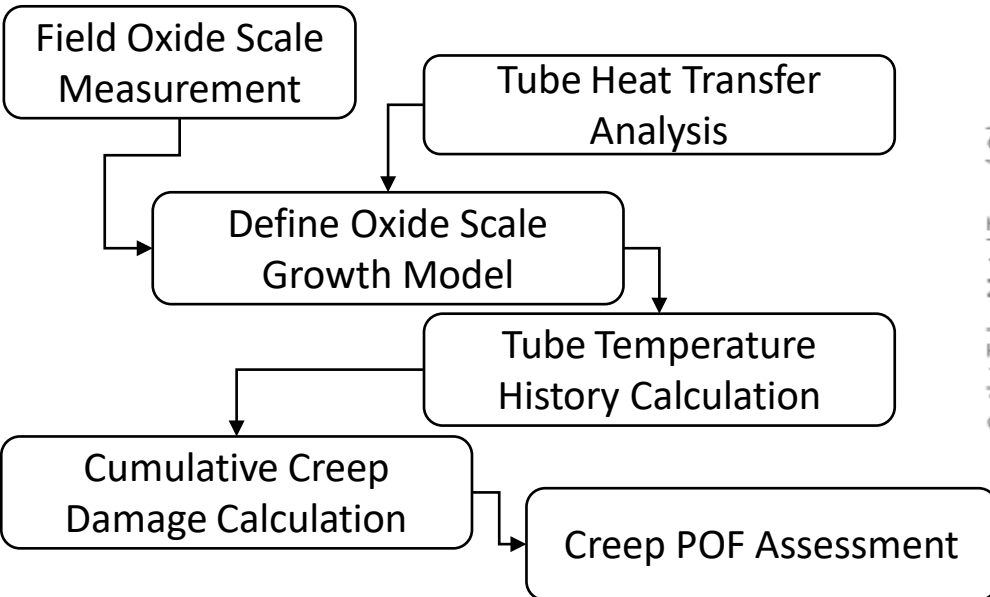 Field Oxide Scale
Measurement
Tube Heat Transfer
Analysis
Define Oxide Scale
Growth Model
Tube Temperature
History Calculation
Cumulative Creep
Damage Calculation
Creep POF Assessment